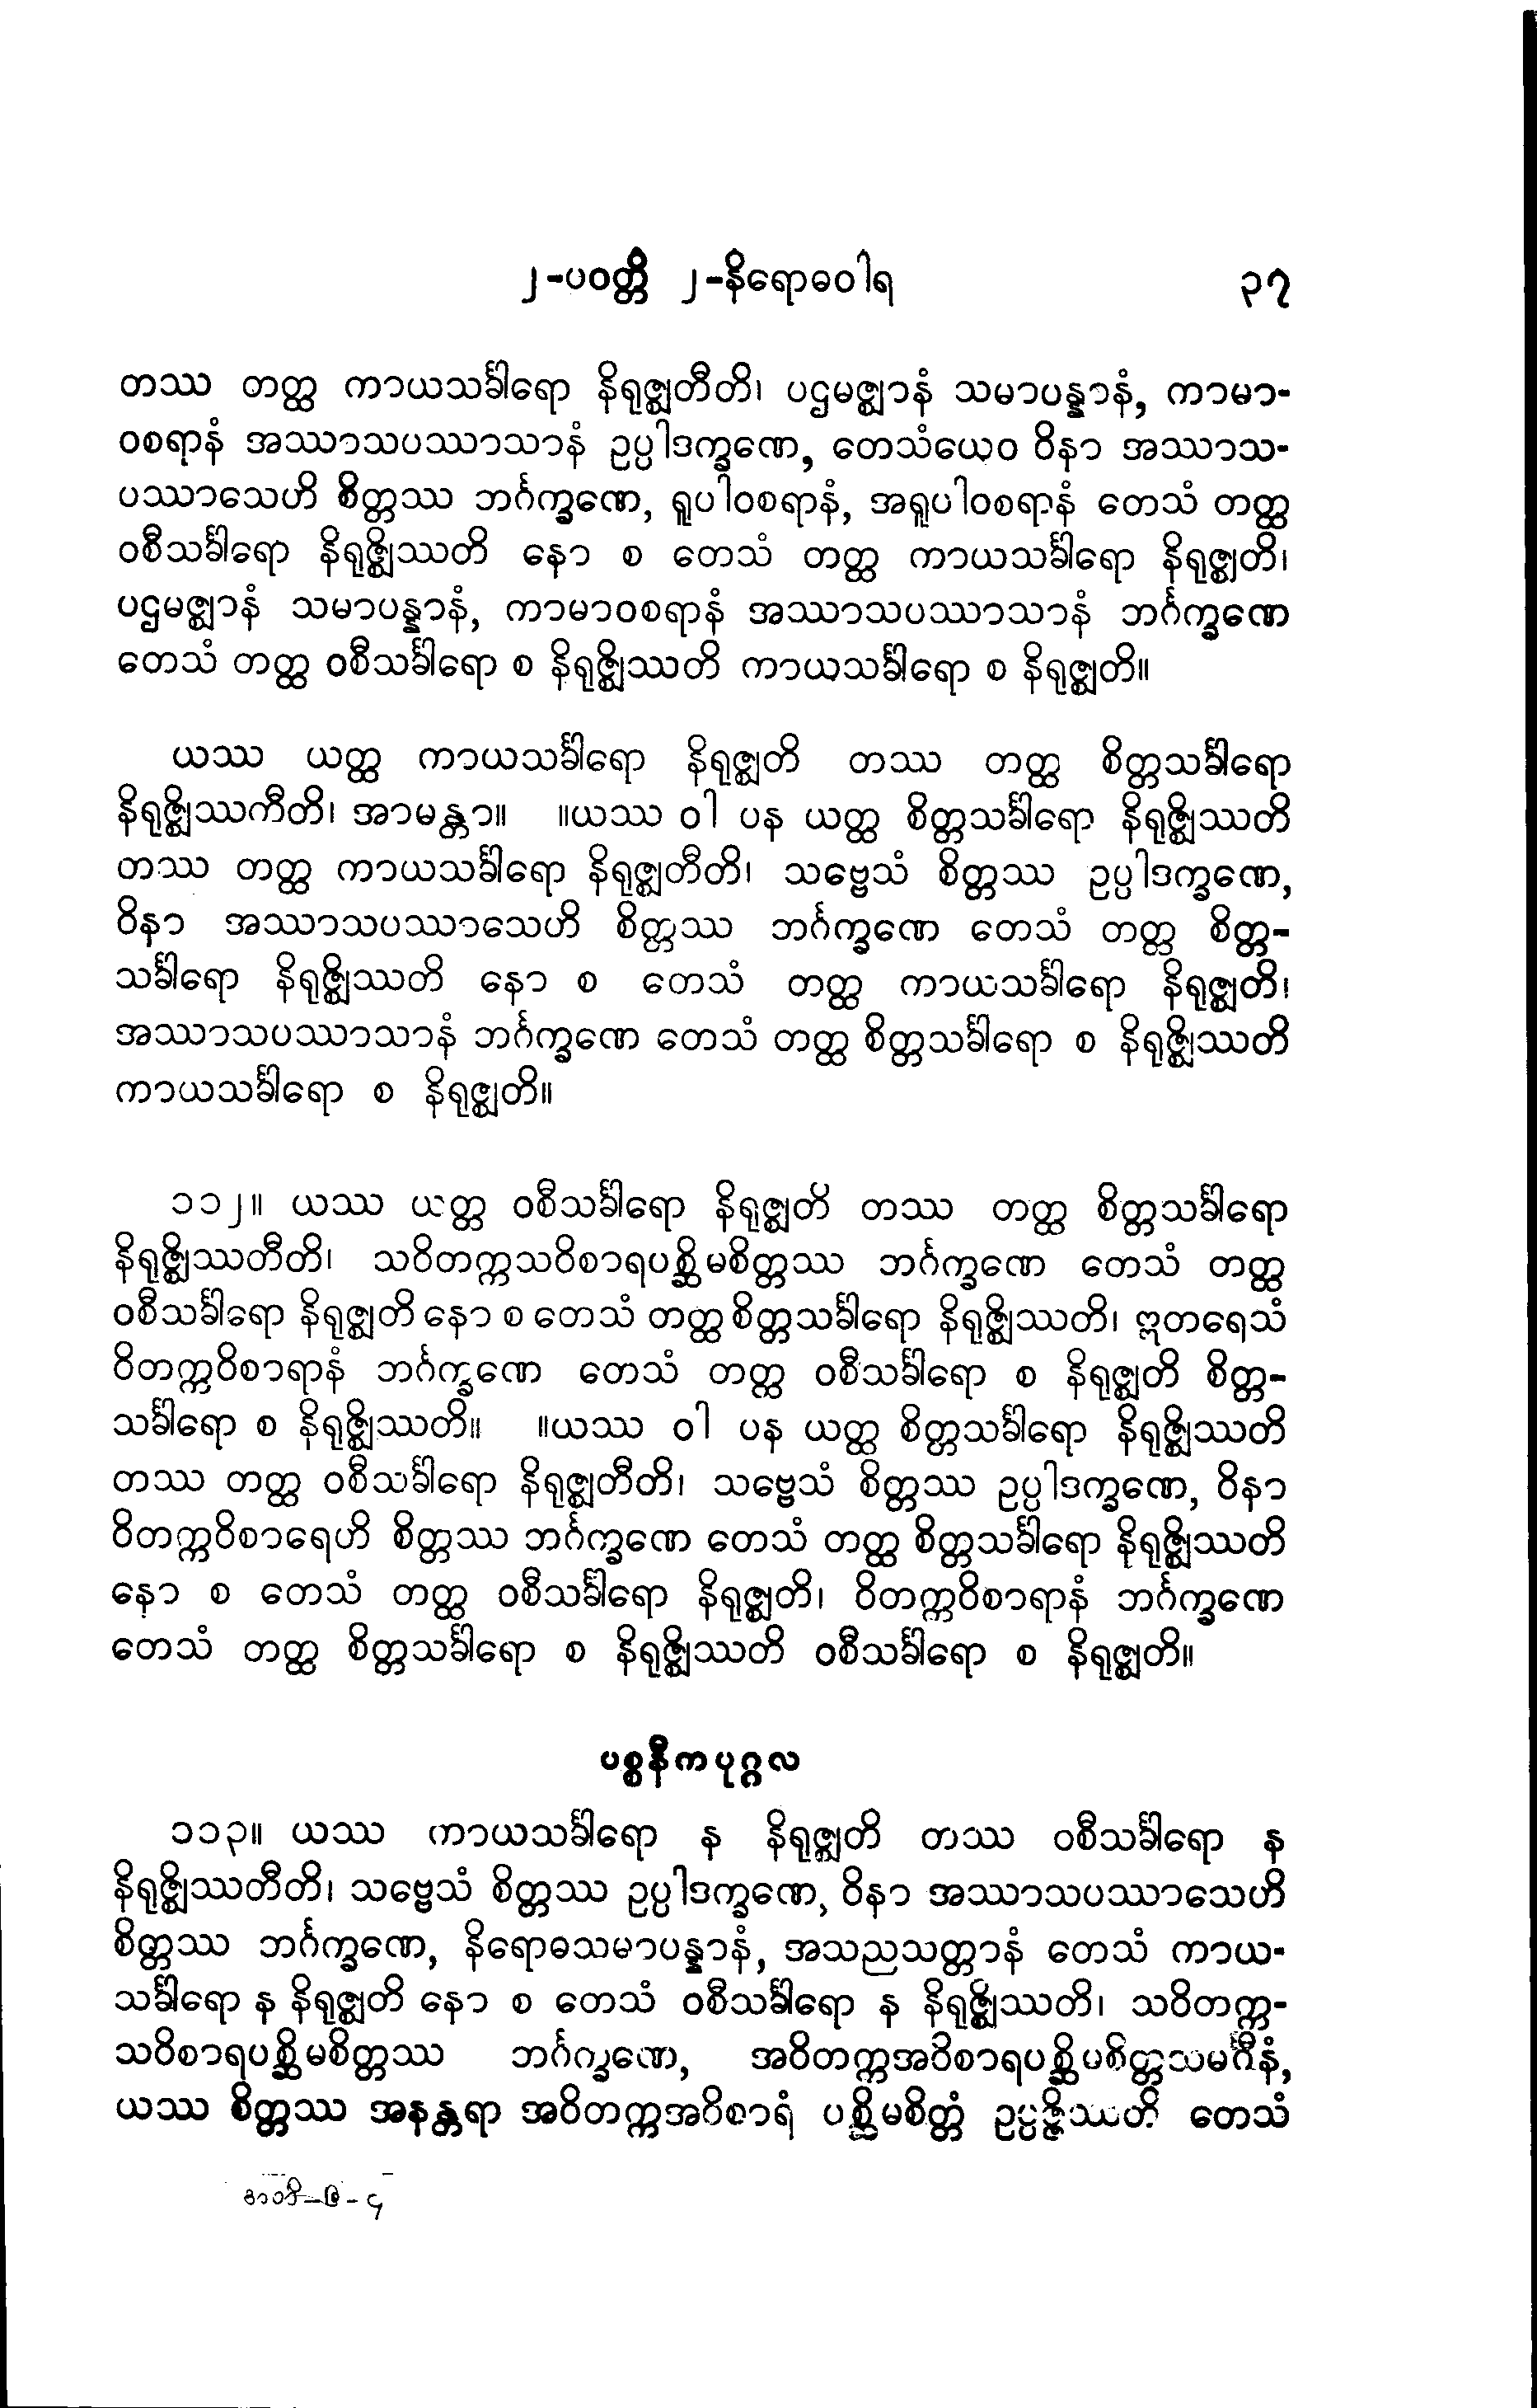 ၂-ပဝတ္တိ ၂-နိရောဓဝါရ ၃၇
တဿ တတ္ထ ကာယသင်္ခါရော နိရုဇ္ဈတီတိ၊ ပဌမဇ္ဈာနံ သမာပန္နာနံ, ကာမာ-
ဝစရာနံ အဿာသပဿာသာနံ ဥပ္ပါဒက္ခဏေ, တေသံယေဝ ဝိနာ အဿာသ-
ပဿာသေဟိ စိတ္တဿ ဘင်္ဂက္ခဏေ, ရူပါဝစရာနံ, အရူပါဝစရာနံ တေသံ တတ္ထ
ဝစီသင်္ခါရော နိရုဇ္ဈိဿတိ နော စ တေသံ တတ္ထ ကာယသင်္ခါရော နိရုဇ္ဈတိ၊
ပဌမဇ္ဈာနံ သမာပန္နာနံ, ကာမာဝစရာနံ အဿာသပဿာသာနံ ဘင်္ဂက္ခဏေ
တေသံ တတ္ထ ဝစီသင်္ခါရော စ နိရုဇ္ဈိဿတိ ကာယသင်္ခါရော စ နိရုဇ္ဈတိ။
ယဿ ယတ္ထ ကာယသင်္ခါရော နိရုဇ္ဈတိ တဿ တတ္ထ စိတ္တသင်္ခါရော
နိရုဇ္ဈိဿကီတိ၊ အာမန္တာ။ ။ယဿ ဝါ ပန ယတ္ထ စိတ္တသင်္ခါရော နိရုဇ္ဈိဿတိ
တဿ တတ္ထ ကာယသင်္ခါရော နိရုဇ္ဈတီတိ၊ သဗ္ဗေသံ စိတ္တဿ ဥပ္ပါဒက္ခဏေ,
ဝိနာ အဿာသပဿာသေဟိ စိတ္တဿ ဘင်္ဂက္ခဏေ တေသံ တတ္ထ စိတ္တ-
သင်္ခါရော နိရုဇ္ဈိဿတိ နော စ တေသံ တတ္ထ ကာယသင်္ခါရော နိရုဇ္ဈတိ၊
အဿာသပဿာသာနံ ဘင်္ဂက္ခဏေ တေသံ တတ္ထ စိတ္တသင်္ခါရော စ နိရုဇ္ဈိဿတိ
ကာယသင်္ခါရော စ နိရုဇ္ဈတိ။
၁၁၂။ ယဿ ယတ္ထ ဝစီသင်္ခါရော နိရုဇ္ဈတိ တဿ တတ္ထ စိတ္တသင်္ခါရော
နိရုဇ္ဈိဿတီတိ၊ သဝိတက္ကသဝိစာရပစ္ဆိမစိတ္တဿ ဘင်္ဂက္ခဏေ တေသံ တတ္ထ
ဝစီသင်္ခါရော နိရုဇ္ဈတိ နော စ တေသံ တတ္ထ စိတ္တသင်္ခါရော နိရုဇ္ဈိဿတိ၊ ဣတရေသံ
ဝိတက္ကဝိစာရာနံ ဘင်္ဂက္ခဏေ တေသံ တတ္ထ ဝစီသင်္ခါရော စ နိရုဇ္ဈတိ စိတ္တ-
သင်္ခါရော စ နိရုဇ္ဈိဿတိ။ ။ယဿ ဝါ ပန ယတ္ထ စိတ္တသင်္ခါရော နိရုဇ္ဈိဿတိ
တဿ တတ္ထ ဝစီသင်္ခါရော နိရုဇ္ဈတီတိ၊ သဗ္ဗေသံ စိတ္တဿ ဥပ္ပါဒက္ခဏေ, ဝိနာ
ဝိတက္ကဝိစာရေဟိ စိတ္တဿ ဘင်္ဂက္ခဏေ တေသံ တတ္ထ စိတ္တသင်္ခါရော နိရုဇ္ဈိဿတိ
နော စ တေသံ တတ္ထ ဝစီသင်္ခါရော နိရုဇ္ဈတိ၊ ဝိတက္ကဝိစာရာနံ ဘင်္ဂက္ခဏေ
တေသံ တတ္ထ စိတ္တသင်္ခါရော စ နိရုဇ္ဈိဿတိ ဝစီသင်္ခါရော စ နိရုဇ္ဈတိ။
ပစ္စနီကပုဂ္ဂလ
၁၁၃။ ယဿ ကာယသင်္ခါရော န နိရုဇ္ဈတိ တဿ ဝစီသင်္ခါရော န
နိရုဇ္ဈိဿတီတိ၊ သဗ္ဗေသံ စိတ္တဿ ဥပ္ပါဒက္ခဏေ, ဝိနာ အဿာသပဿာသေဟိ
စိတ္တဿ ဘင်္ဂက္ခဏေ, နိရောဓသမာပန္နာနံ, အသညသတ္တာနံ တေသံ ကာယ-
သင်္ခါရော န နိရုဇ္ဈတိ နော စ တေသံ ဝစီသင်္ခါရော န နိရုဇ္ဈိဿတိ၊ သဝိတက္က-
သဝိစာရပစ္ဆိမစိတ္တဿ ဘင်္ဂက္ခဏေ, အဝိတက္ကအဝိစာရပစ္ဆိမစိတ္တသမင်္ဂီနံ,
ယဿ စိတ္တဿ အနန္တရာ အဝိတက္ကအဝိစာရံ ပစ္ဆိမစိတ္တံ ဥပ္ပဇ္ဇိဿတိ တေသံ